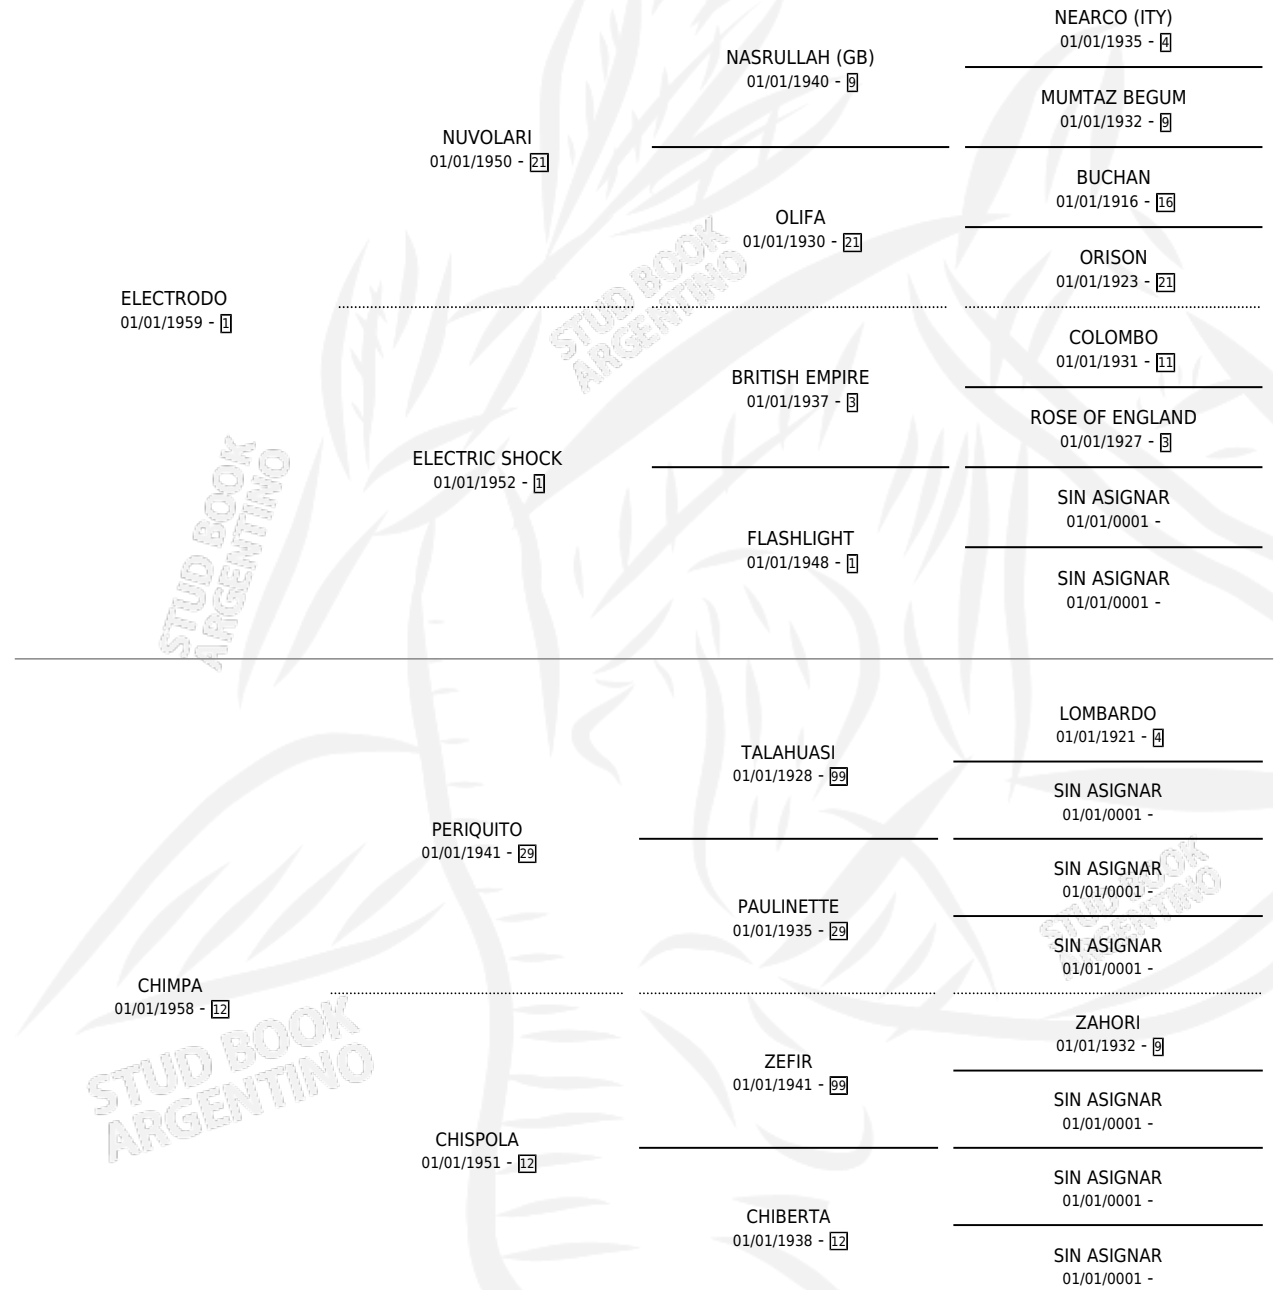 NEARCO (ITY)
01/01/1935 - 4
NASRULLAH (GB)
01/01/1940 - 9
MUMTAZ BEGUM
01/01/1932 - 9
NUVOLARI
01/01/1950 - 21
BUCHAN
01/01/1916 - 16
OLIFA
01/01/1930 - 21
ORISON
01/01/1923 - 21
ELECTRODO
01/01/1959 - 1
COLOMBO
01/01/1931 - 11
BRITISH EMPIRE
01/01/1937 - 3
ROSE OF ENGLAND
01/01/1927 - 3
ELECTRIC SHOCK
01/01/1952 - 1
SIN ASIGNAR
01/01/0001 -
FLASHLIGHT
01/01/1948 - 1
SIN ASIGNAR
01/01/0001 -
LOMBARDO
01/01/1921 - 4
TALAHUASI
01/01/1928 - 99
SIN ASIGNAR
01/01/0001 -
PERIQUITO
01/01/1941 - 29
SIN ASIGNAR
01/01/0001 -
PAULINETTE
01/01/1935 - 29
SIN ASIGNAR
01/01/0001 -
CHIMPA
01/01/1958 - 12
ZAHORI
01/01/1932 - 9
ZEFIR
01/01/1941 - 99
SIN ASIGNAR
01/01/0001 -
CHISPOLA
01/01/1951 - 12
SIN ASIGNAR
01/01/0001 -
CHIBERTA
01/01/1938 - 12
SIN ASIGNAR
01/01/0001 -
STUD BOOK
ARGENTINO
STUD BOOK
ARGENTINO
STUD BOOK
ARGENTINO
STUD BOOK
ARGENTINO